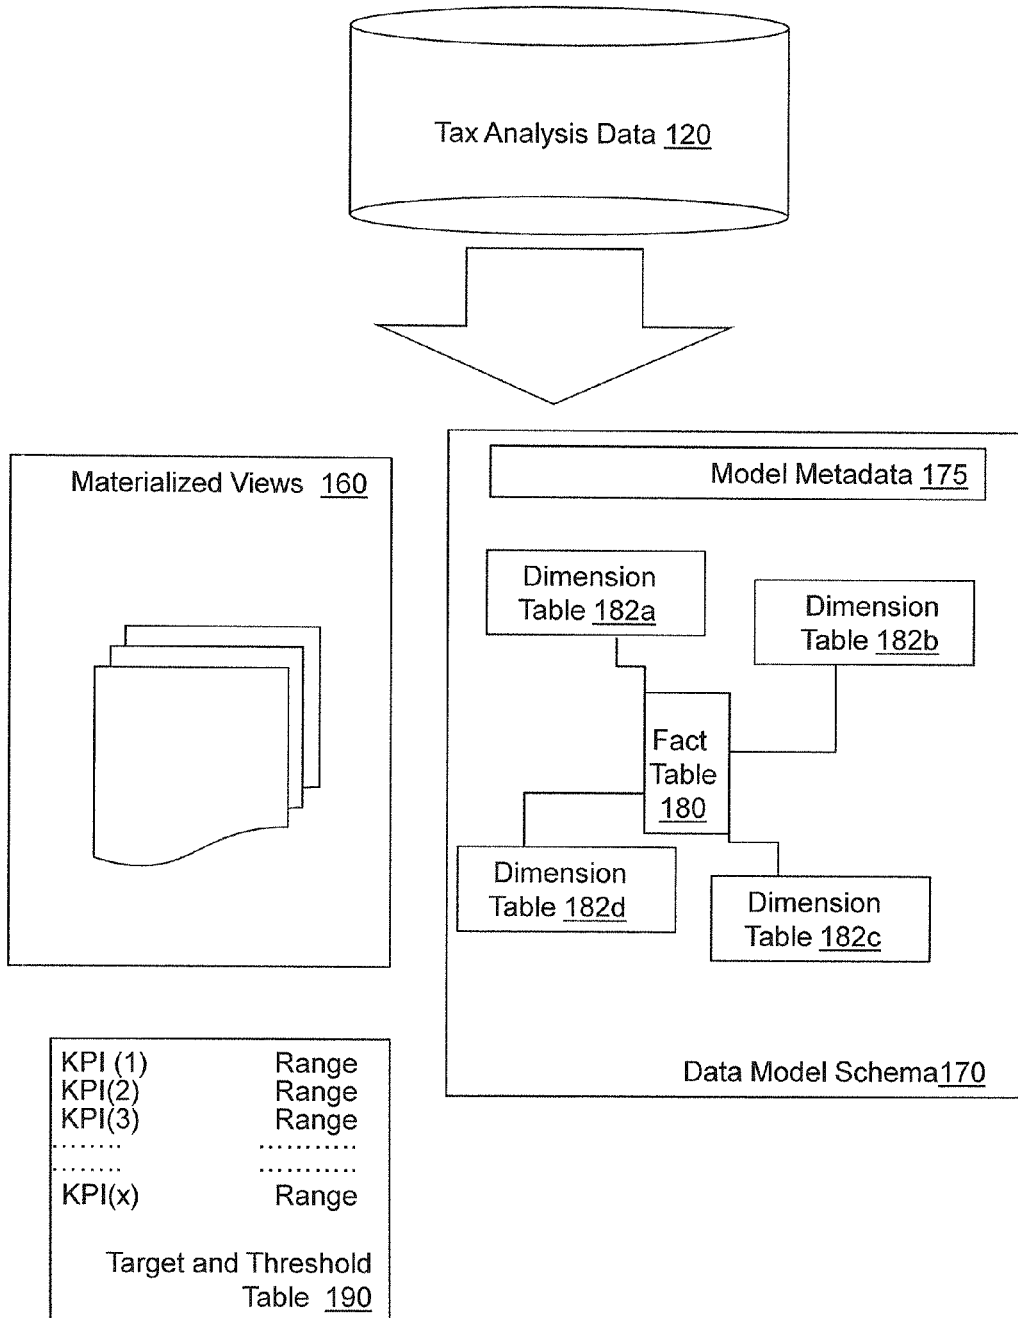 Tax Analysis Data 120
Materialized Views 160
Model Metadata 175
Dimension
Table 182a
Dimension
Table 182b
Fact
Table
180
Dimension
Table 182d
Dimension
Table 182c
Data Model Schema170
KPI (1) Range
KPI(2) Range
KPI(3) Range
........ ...........
........ ...........
KPI(x) Range
Target and Threshold
Table 190